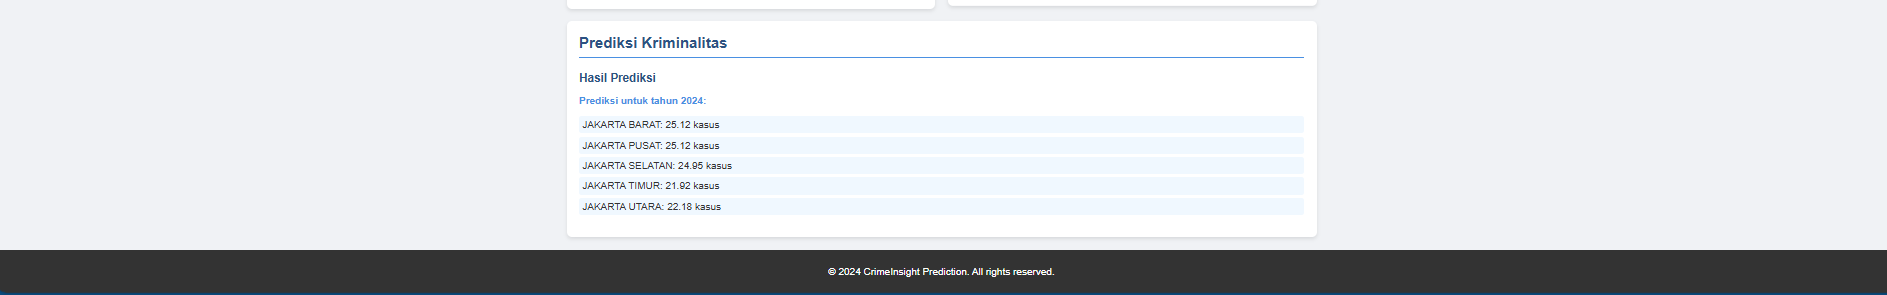 Prediksi Kriminalitas
Hasil Prediksi
Prediksi untuk tahun 2024:
JAKARTA BARAT: 25.12 kasus
JAKARTA PUSAT: 25.12 kasus
JAKARTA SELATAN: 24.95 kasus
JAKARTA TIMUR: 21.92 kasus
JAKARTA UTARA: 22.18 kasus
© 2024 CrimeInsight Prediction. All rights reserved.